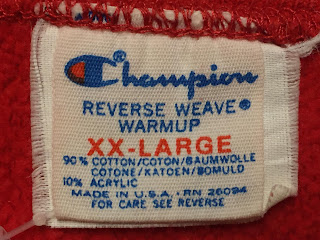 Champion
REVERSE WEAVE®
WARMUP
XX-LARGE
90% COTTON/COTON/BAUMWOLLE
COTONE/KATOEN/BOMULD
10% ACRYLIC
MADE IN U.S.A. - RN 26094
FOR CARE SEE REVERSE